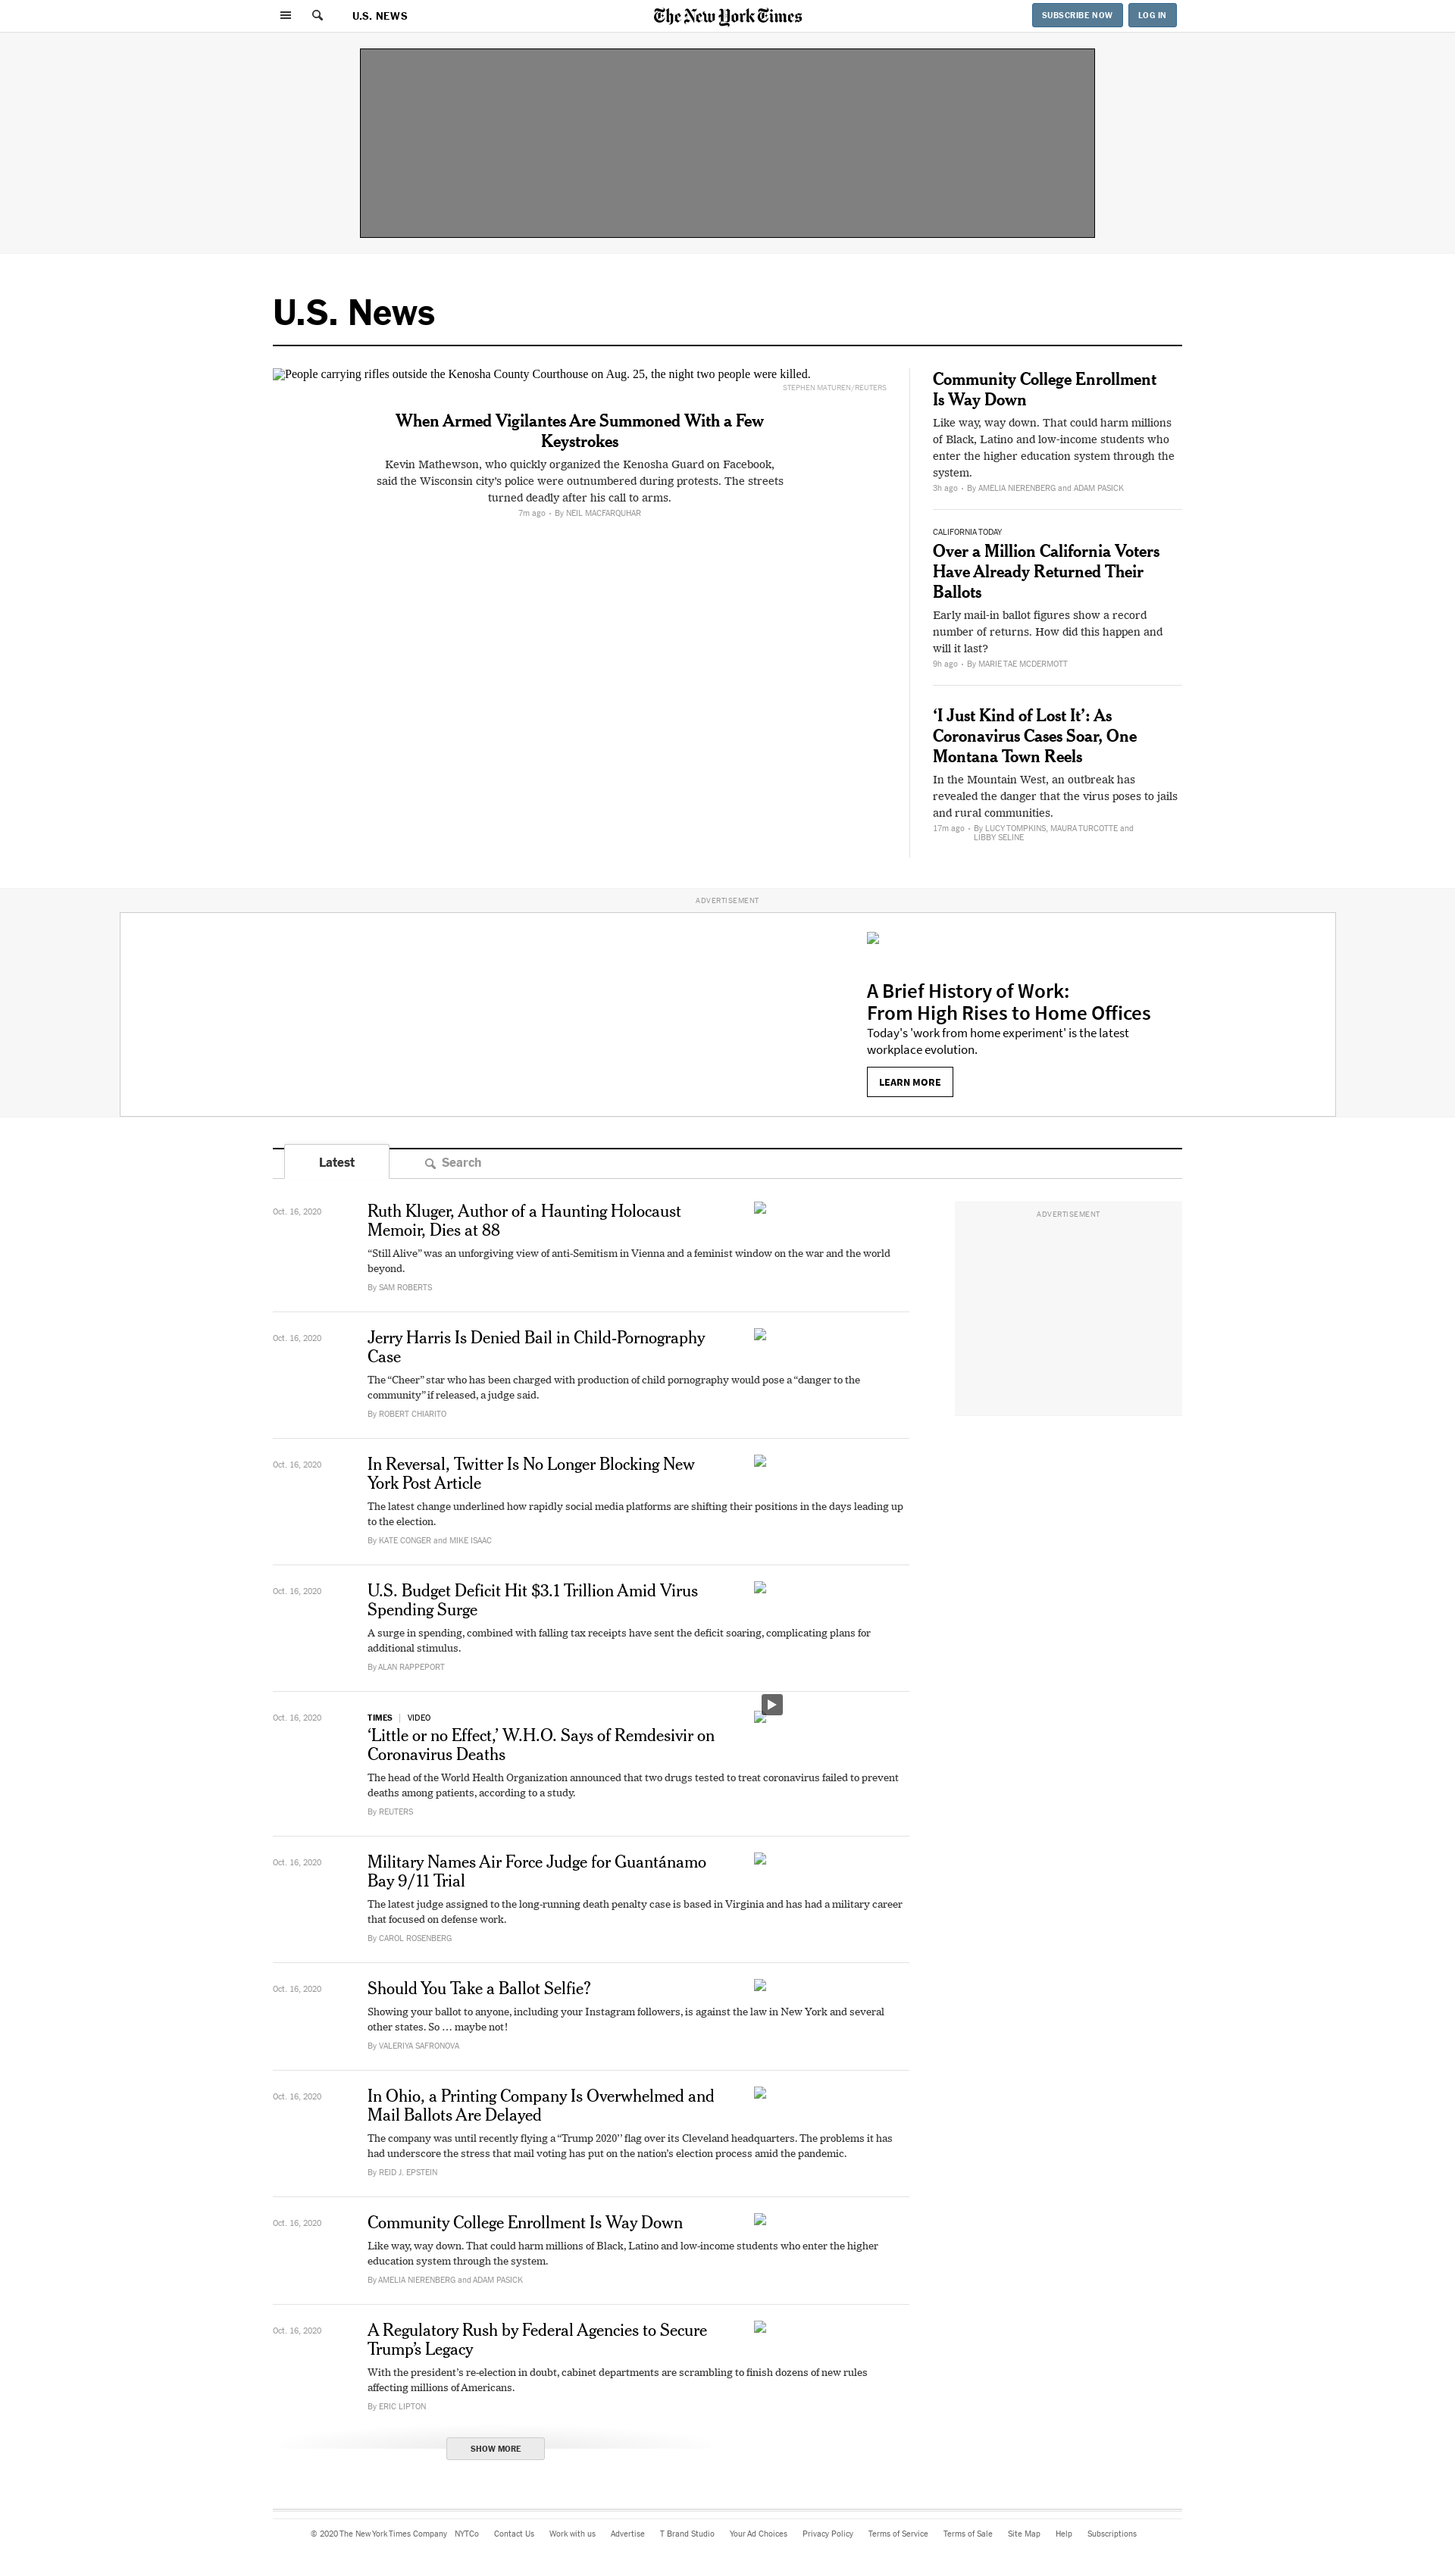 U.S. NEWS
The New York Times
SUBSCRIBE NOW
LOG IN
U.S. News
People carrying rifles outside the Kenosha County Courthouse on Aug. 25, the night two people were killed.
STEPHEN MATUREN/REUTERS
When Armed Vigilantes Are Summoned With a Few
Keystrokes
Kevin Mathewson, who quickly organized the Kenosha Guard on Facebook,
said the Wisconsin city's police were outnumbered during protests. The streets
turned deadly after his call to arms.
7m ago • By NEIL MACFARQUHAR
Community College Enrollment
Is Way Down
Like way, way down. That could harm millions
of Black, Latino and low-income students who
enter the higher education system through the
system.
3h ago • By AMELIA NIERENBERG and ADAM PASICK
CALIFORNIA TODAY
Over a Million California Voters
Have Already Returned Their
Ballots
Early mail-in ballot figures show a record
number of returns. How did this happen and
will it last?
9h ago • By MARIE TAE MCDERMOTT
‘I Just Kind of Lost It’: As
Coronavirus Cases Soar, One
Montana Town Reels
In the Mountain West, an outbreak has
revealed the danger that the virus poses to jails
and rural communities.
17m ago • By LUCY TOMPKINS, MAURA TURCOTTE and
LIBBY SELINE
ADVERTISEMENT
A Brief History of Work:
From High Rises to Home Offices
Today's 'work from home experiment' is the latest
workplace evolution.
LEARN MORE
Latest
Search
ADVERTISEMENT
Oct. 16, 2020
Ruth Kluger, Author of a Haunting Holocaust
Memoir, Dies at 88
“Still Alive” was an unforgiving view of anti-Semitism in Vienna and a feminist window on the war and the world
beyond.
By SAM ROBERTS
Oct. 16, 2020
Jerry Harris Is Denied Bail in Child-Pornography
Case
The “Cheer” star who has been charged with production of child pornography would pose a “danger to the
community” if released, a judge said.
By ROBERT CHIARITO
Oct. 16, 2020
In Reversal, Twitter Is No Longer Blocking New
York Post Article
The latest change underlined how rapidly social media platforms are shifting their positions in the days leading up
to the election.
By KATE CONGER and MIKE ISAAC
Oct. 16, 2020
U.S. Budget Deficit Hit $3.1 Trillion Amid Virus
Spending Surge
A surge in spending, combined with falling tax receipts have sent the deficit soaring, complicating plans for
additional stimulus.
By ALAN RAPPEPORT
Oct. 16, 2020
TIMES | VIDEO
‘Little or no Effect,’ W.H.O. Says of Remdesivir on
Coronavirus Deaths
The head of the World Health Organization announced that two drugs tested to treat coronavirus failed to prevent
deaths among patients, according to a study.
By REUTERS
Oct. 16, 2020
Military Names Air Force Judge for Guantánamo
Bay 9/11 Trial
The latest judge assigned to the long-running death penalty case is based in Virginia and has had a military career
that focused on defense work.
By CAROL ROSENBERG
Oct. 16, 2020
Should You Take a Ballot Selfie?
Showing your ballot to anyone, including your Instagram followers, is against the law in New York and several
other states. So … maybe not!
By VALERIYA SAFRONOVA
Oct. 16, 2020
In Ohio, a Printing Company Is Overwhelmed and
Mail Ballots Are Delayed
The company was until recently flying a “Trump 2020’’ flag over its Cleveland headquarters. The problems it has
had underscore the stress that mail voting has put on the nation's election process amid the pandemic.
By REID J. EPSTEIN
Oct. 16, 2020
Community College Enrollment Is Way Down
Like way, way down. That could harm millions of Black, Latino and low-income students who enter the higher
education system through the system.
By AMELIA NIERENBERG and ADAM PASICK
Oct. 16, 2020
A Regulatory Rush by Federal Agencies to Secure
Trump’s Legacy
With the president's re-election in doubt, cabinet departments are scrambling to finish dozens of new rules
affecting millions of Americans.
By ERIC LIPTON
SHOW MORE
© 2020 The New York Times Company NYTCo Contact Us Work with us Advertise T Brand Studio Your Ad Choices Privacy Policy Terms of Service Terms of Sale Site Map Help Subscriptions